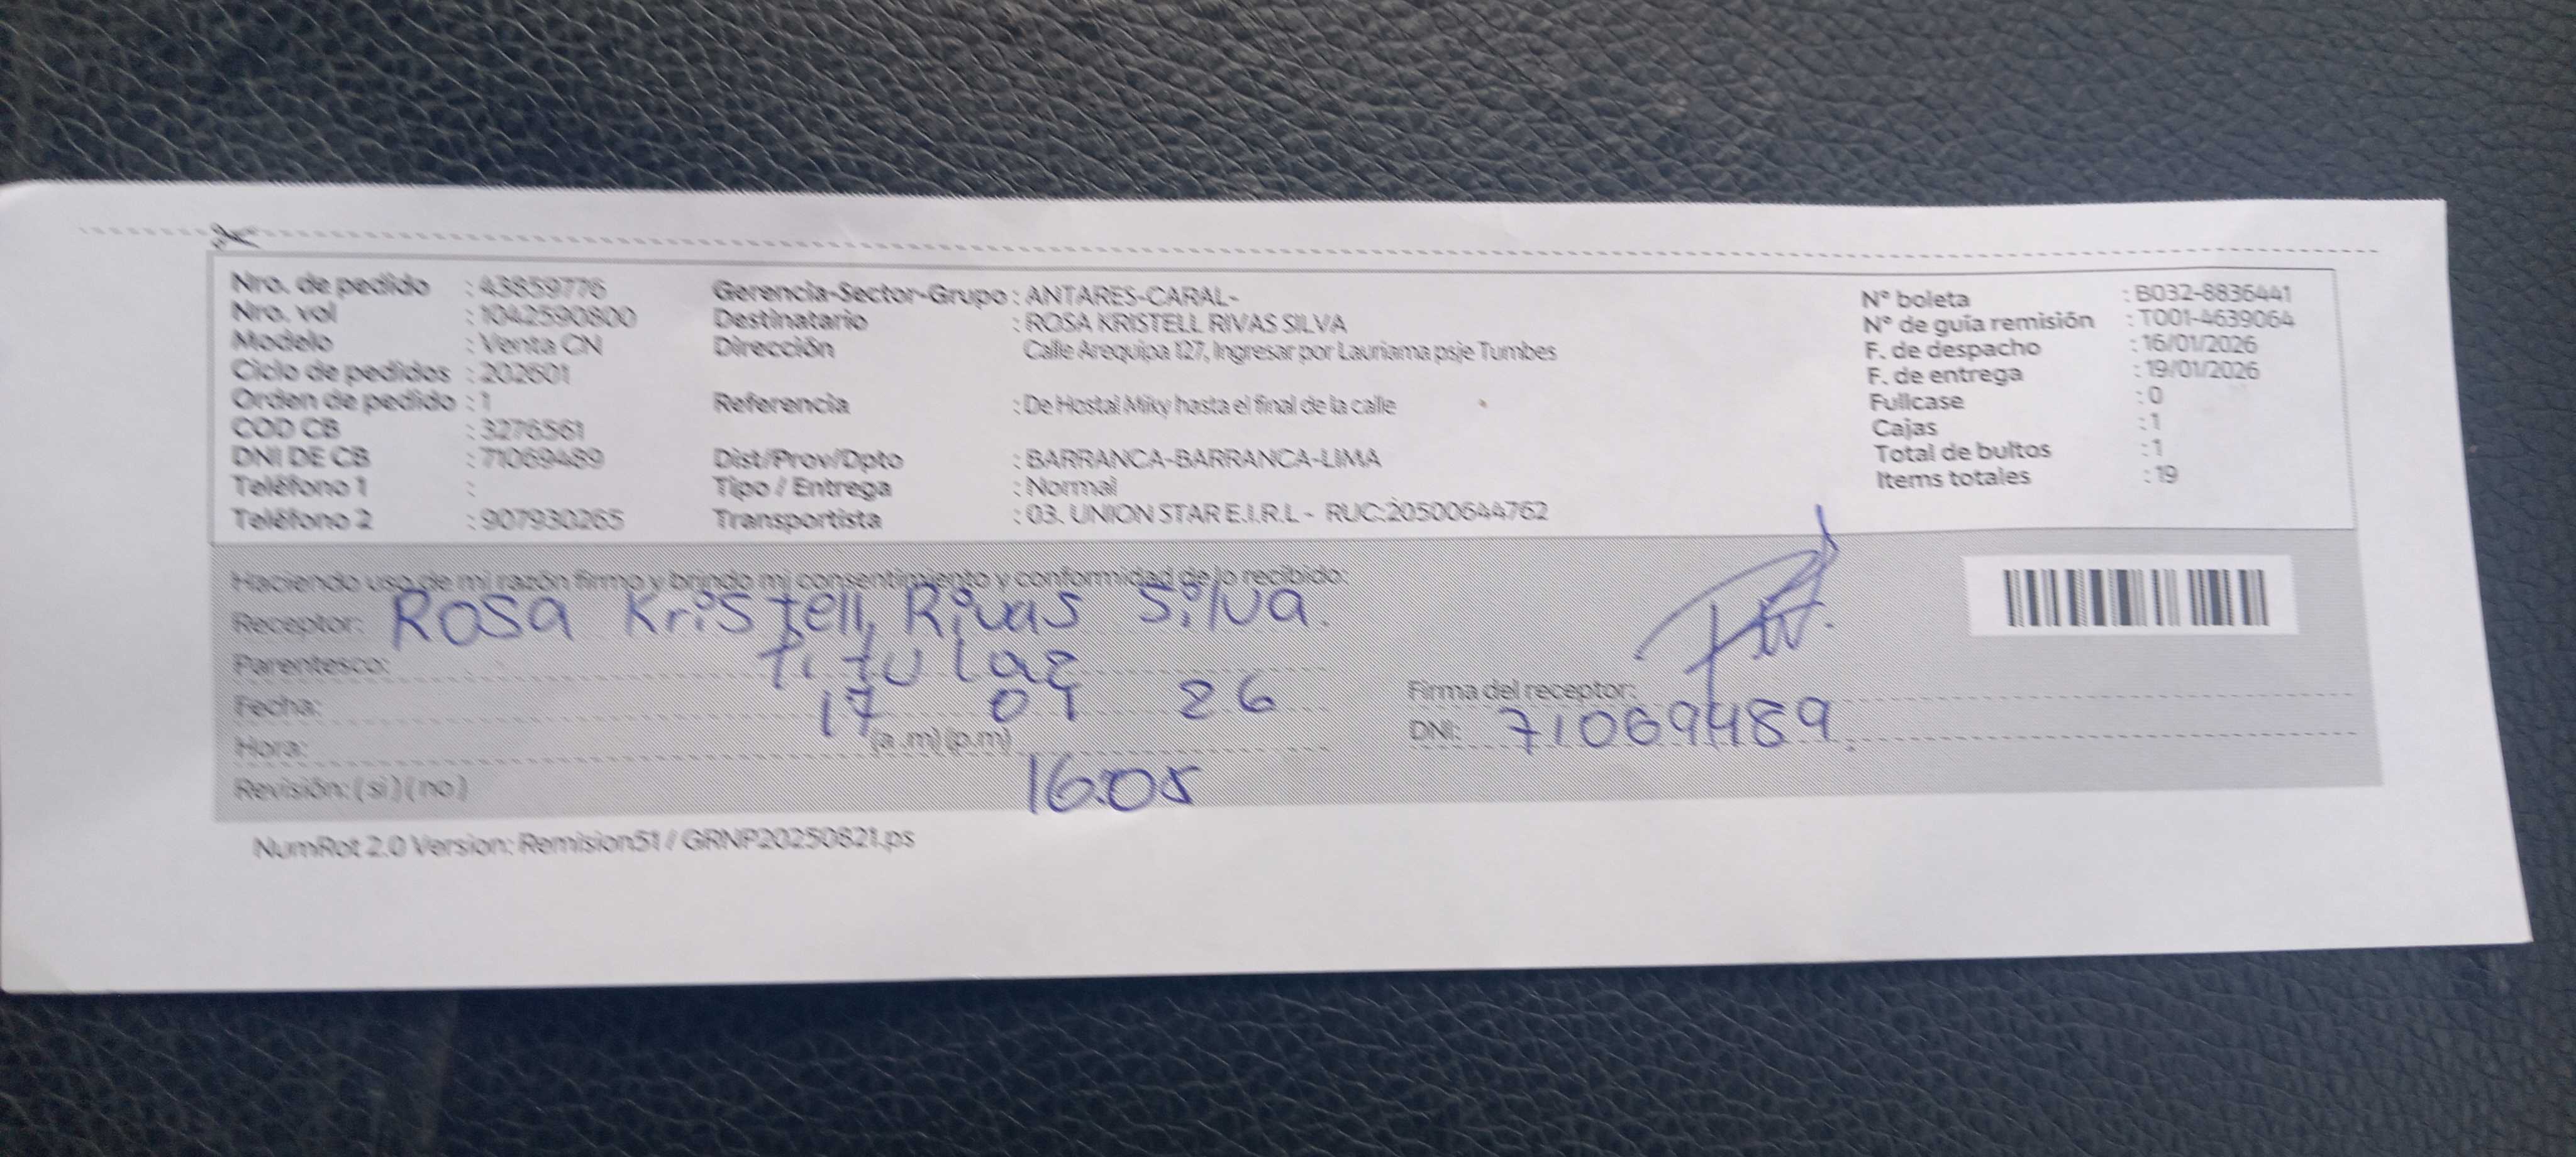 Nro. de pedido : 43859776
Nro. vol : 1042590800
Modelo : Venta CN
Ciclo de pedidos : 202601
Orden de pedido : 1
COD CB : 3276561
DNI DE CB : 71069489
Teléfono 1 :
Teléfono 2 : 907930265
Gerencia-Sector-Grupo : ANTARES-CARAL-
Destinatario : ROSA KRISTELL RIVAS SILVA
Dirección Calle Arequipa 127, Ingresar por Lauriama psje Tumbes
Referencia : De Hostal Miky hasta el final de la calle
Dist/Prov/Dpto : BARRANCA-BARRANCA-LIMA
Tipo / Entrega : Normal
Transportista : 03. UNION STAR E.I.R.L - RUC:20500644762
N° boleta : B032-8836441
N° de guía remisión : T001-4639064
F. de despacho : 16/01/2026
F. de entrega : 19/01/2026
Fullcase : 0
Cajas : 1
Total de bultos : 1
Items totales : 19
Haciendo uso de mi razón firmo y brindo mi consentimiento y conformidad de lo recibido:
Receptor: Rosa Kristell Rivas Silva.
Parentesco: titular
Fecha: 17 01 26
Hora: (a .m) (p.m)
16:05
Revisión: ( si ) ( no )
Firma del receptor:
DNI: 71069489
NumRot 2.0 Version: Remision51 / GRNP20250821.ps